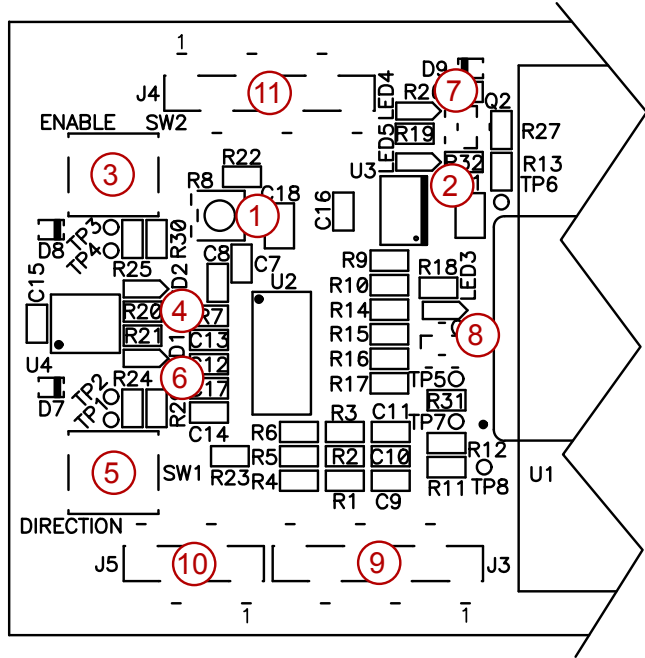 1
J4
11
LED4
D9
7
Q2
ENABLE
SW2
LED5
R19
R27
3
R22
U3
R32
R13
R8
2
TP6
1
C18
C16
TP3
D8
TP4
R30
R9
C15
R25
D2
C8
C7
U2
R10
R18
LED3
R20
4
R7
R14
R21
C13
R15
8
U4
D1
R12
R16
6
R17
TP5
D7
TP2
R24
C17
R31
TP1
C14
R6
R3
C11
TP7
5
SW1
R23
R5
R2
C10
R12
R4
R11
TP8
U1
R1
C9
DIRECTION
J5
10
9
J3
1
1